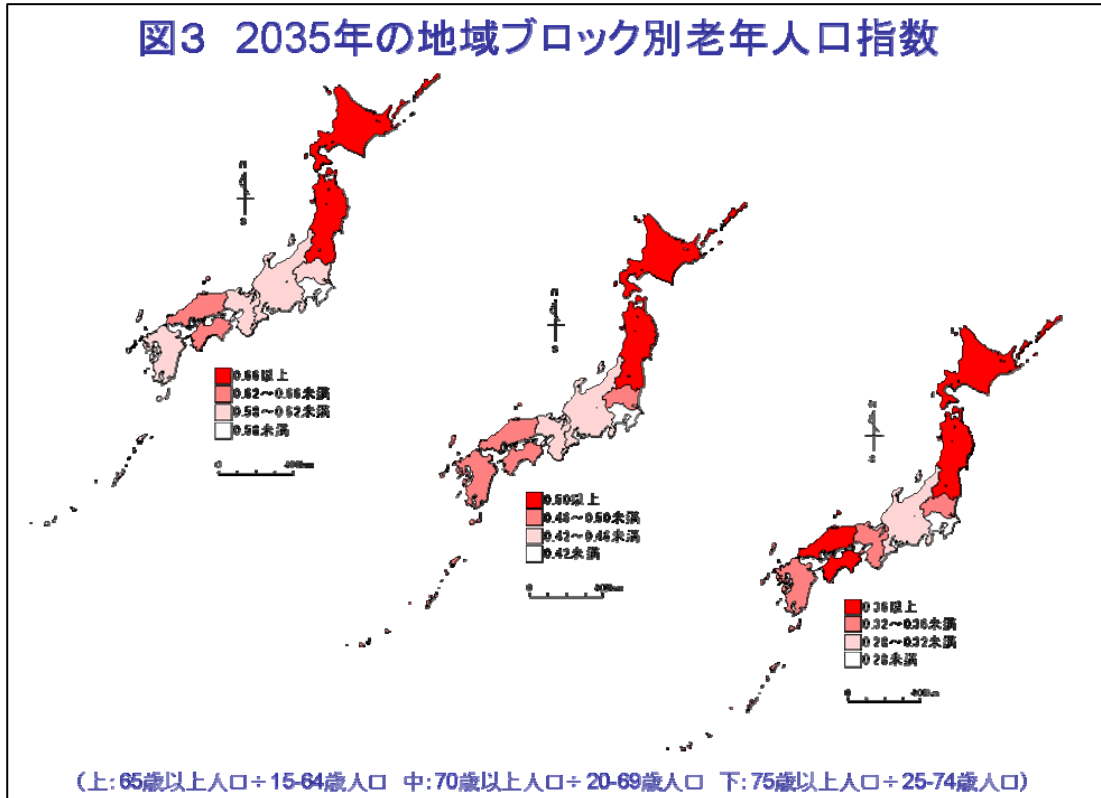 図3 2035年の地域ブロック別老年人口指数
N
S
0.66以上
0.62～0.66未満
0.58～0.62未満
0.58未満
0
400km
N
S
0.50以上
0.46～0.50未満
0.42～0.46未満
0.42未満
0
400km
N
S
0.36以上
0.32～0.36未満
0.28～0.32未満
0.28未満
0
400km
（上：65歳以上人口÷15-64歳人口 中：70歳以上人口÷20-69歳人口 下：75歳以上人口÷25-74歳人口）